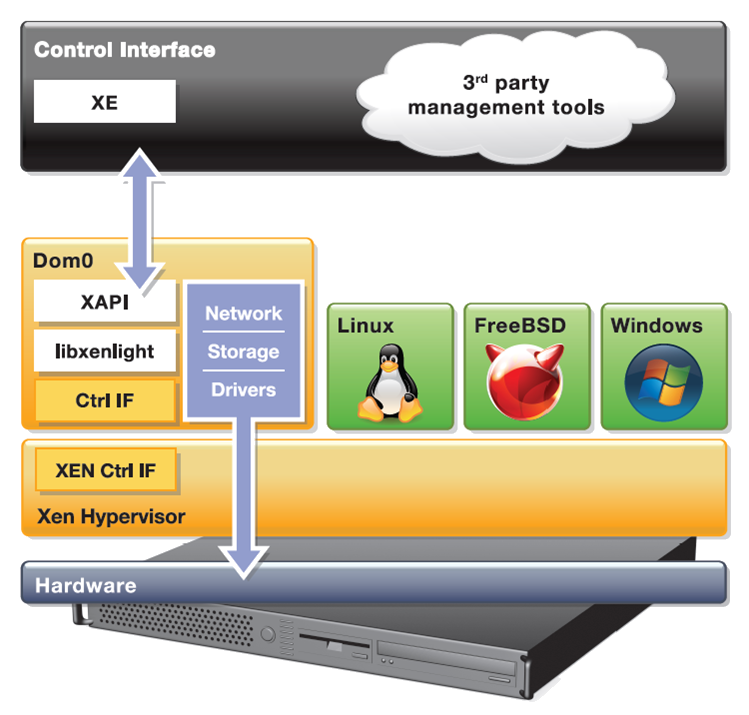 Control Interface
XE
3rd party
management tools
Dom0
XAPI
libxenlight
Ctrl IF
Network
Storage
Drivers
Linux
FreeBSD
Windows
XEN Ctrl IF
Xen Hypervisor
Hardware